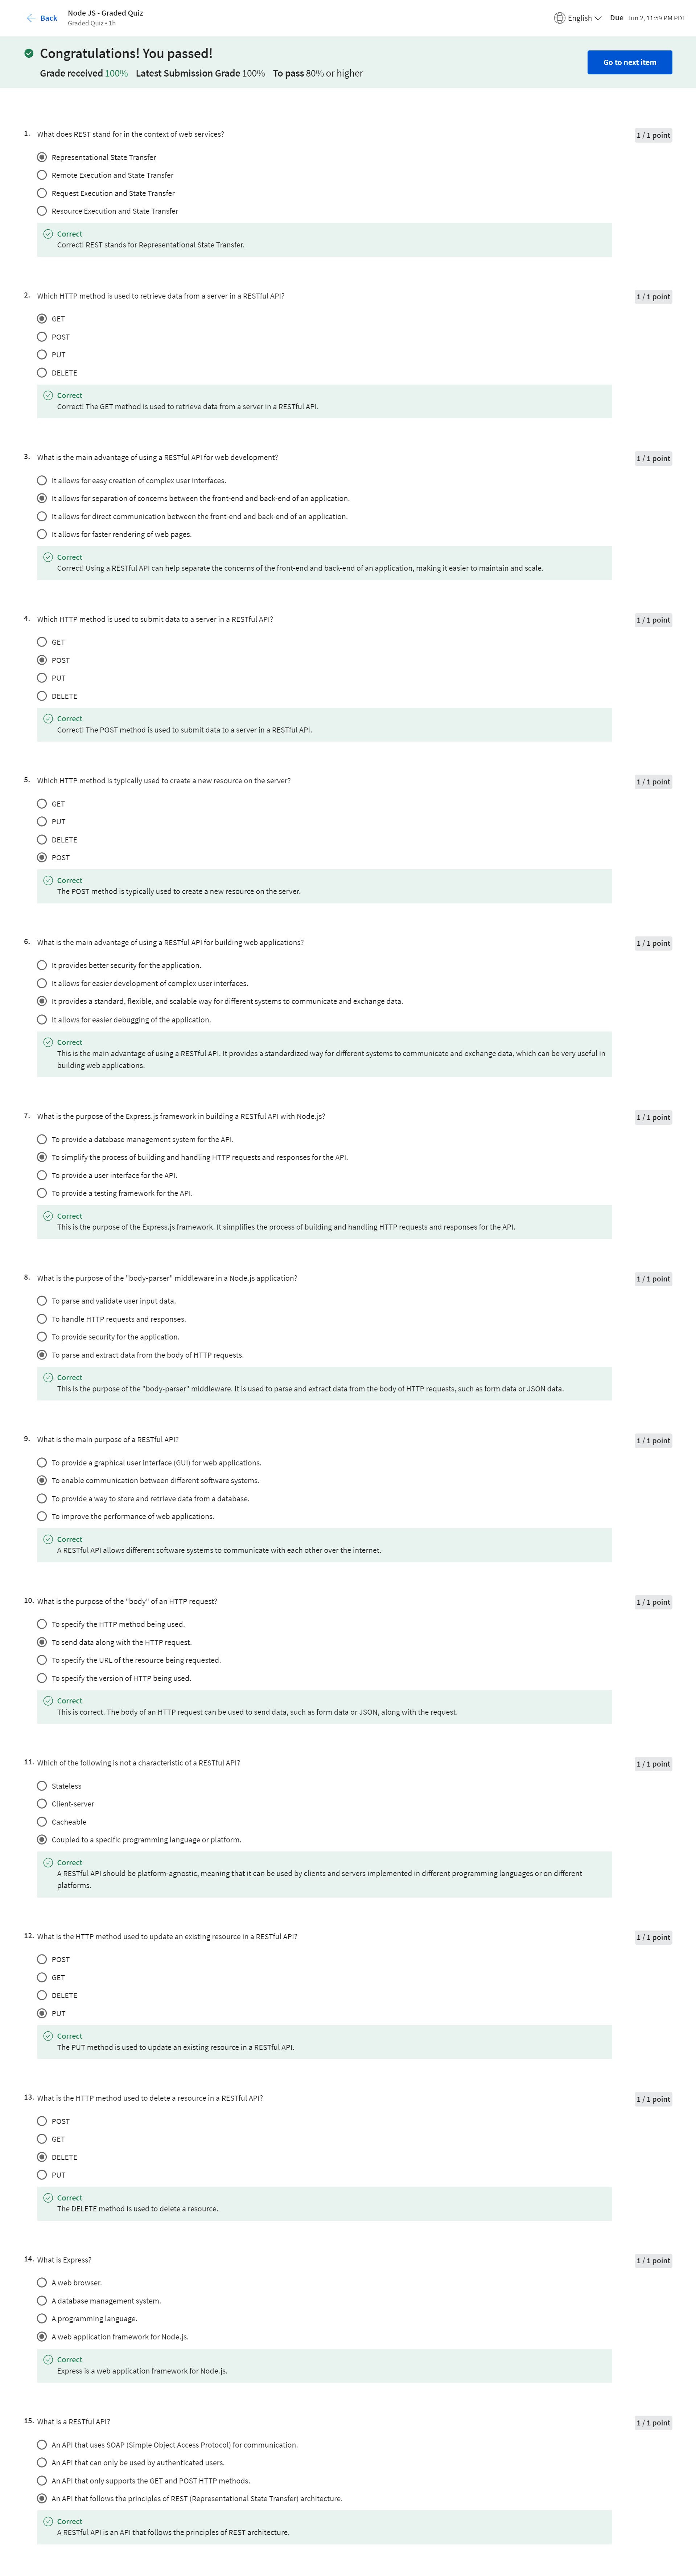 Back
Node JS - Graded Quiz
Graded Quiz • 1h
English
Due Jun 2, 11:59 PM PDT
Congratulations! You passed!
Grade received 100% Latest Submission Grade 100% To pass 80% or higher
Go to next item
1. What does REST stand for in the context of web services?
1 / 1 point
Representational State Transfer
Remote Execution and State Transfer
Request Execution and State Transfer
Resource Execution and State Transfer
Correct
Correct! REST stands for Representational State Transfer.
2. Which HTTP method is used to retrieve data from a server in a RESTful API?
1 / 1 point
GET
POST
PUT
DELETE
Correct
Correct! The GET method is used to retrieve data from a server in a RESTful API.
3. What is the main advantage of using a RESTful API for web development?
1 / 1 point
It allows for easy creation of complex user interfaces.
It allows for separation of concerns between the front-end and back-end of an application.
It allows for direct communication between the front-end and back-end of an application.
It allows for faster rendering of web pages.
Correct
Correct! Using a RESTful API can help separate the concerns of the front-end and back-end of an application, making it easier to maintain and scale.
4. Which HTTP method is used to submit data to a server in a RESTful API?
1 / 1 point
GET
POST
PUT
DELETE
Correct
Correct! The POST method is used to submit data to a server in a RESTful API.
5. Which HTTP method is typically used to create a new resource on the server?
1 / 1 point
GET
PUT
DELETE
POST
Correct
The POST method is typically used to create a new resource on the server.
6. What is the main advantage of using a RESTful API for building web applications?
1 / 1 point
It provides better security for the application.
It allows for easier development of complex user interfaces.
It provides a standard, flexible, and scalable way for different systems to communicate and exchange data.
It allows for easier debugging of the application.
Correct
This is the main advantage of using a RESTful API. It provides a standardized way for different systems to communicate and exchange data, which can be very useful in
building web applications.
7. What is the purpose of the Express.js framework in building a RESTful API with Node.js?
1 / 1 point
To provide a database management system for the API.
To simplify the process of building and handling HTTP requests and responses for the API.
To provide a user interface for the API.
To provide a testing framework for the API.
Correct
This is the purpose of the Express.js framework. It simplifies the process of building and handling HTTP requests and responses for the API.
8. What is the purpose of the "body-parser" middleware in a Node.js application?
1 / 1 point
To parse and validate user input data.
To handle HTTP requests and responses.
To provide security for the application.
To parse and extract data from the body of HTTP requests.
Correct
This is the purpose of the "body-parser" middleware. It is used to parse and extract data from the body of HTTP requests, such as form data or JSON data.
9. What is the main purpose of a RESTful API?
1 / 1 point
To provide a graphical user interface (GUI) for web applications.
To enable communication between different software systems.
To provide a way to store and retrieve data from a database.
To improve the performance of web applications.
Correct
A RESTful API allows different software systems to communicate with each other over the internet.
10. What is the purpose of the "body" of an HTTP request?
1 / 1 point
To specify the HTTP method being used.
To send data along with the HTTP request.
To specify the URL of the resource being requested.
To specify the version of HTTP being used.
Correct
This is correct. The body of an HTTP request can be used to send data, such as form data or JSON, along with the request.
11. Which of the following is not a characteristic of a RESTful API?
1 / 1 point
Stateless
Client-server
Cacheable
Coupled to a specific programming language or platform.
Correct
A RESTful API should be platform-agnostic, meaning that it can be used by clients and servers implemented in different programming languages or on different
platforms.
12. What is the HTTP method used to update an existing resource in a RESTful API?
1 / 1 point
POST
GET
DELETE
PUT
Correct
The PUT method is used to update an existing resource in a RESTful API.
13. What is the HTTP method used to delete a resource in a RESTful API?
1 / 1 point
POST
GET
DELETE
PUT
Correct
The DELETE method is used to delete a resource.
14. What is Express?
1 / 1 point
A web browser.
A database management system.
A programming language.
A web application framework for Node.js.
Correct
Express is a web application framework for Node.js.
15. What is a RESTful API?
1 / 1 point
An API that uses SOAP (Simple Object Access Protocol) for communication.
An API that can only be used by authenticated users.
An API that only supports the GET and POST HTTP methods.
An API that follows the principles of REST (Representational State Transfer) architecture.
Correct
A RESTful API is an API that follows the principles of REST architecture.